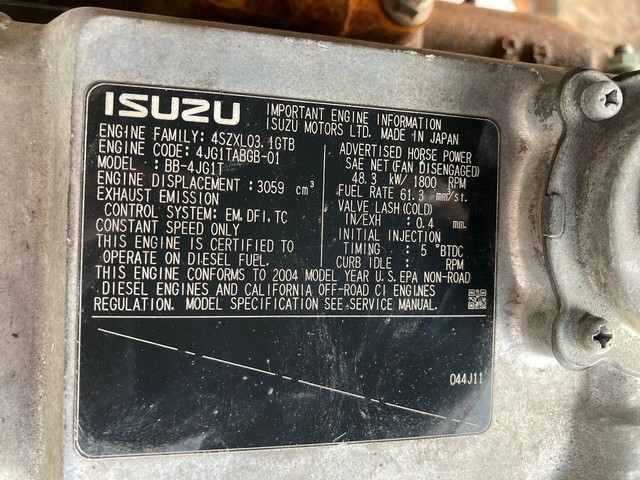 ISUZU
IMPORTANT ENGINE INFORMATION
ISUZU MOTORS LTD. MADE IN JAPAN
ENGINE FAMILY: 4SZXL03.1GTB
ENGINE CODE: 4JG1TABGB-01
MODEL : BB-4JG1T
ENGINE DISPLACEMENT: 3059 cm³
EXHAUST EMISSION
CONTROL SYSTEM: EM, DFI, TC
CONSTANT SPEED ONLY
THIS ENGINE IS CERTIFIED TO
OPERATE ON DIESEL FUEL.
ADVERTISED HORSE POWER
SAE NET(FAN DISENGAGED)
48.3 kW/ 1800 RPM
FUEL RATE 61.3 mm³/st.
VALVE LASH(COLD)
IN/EXH : 0.4 mm.
INITIAL INJECTION
TIMING : 5 °BTDC
CURB IDLE : RPM
THIS ENGINE CONFORMS TO 2004 MODEL YEAR U.S.EPA NON-ROAD
DIESEL ENGINES AND CALIFORNIA OFF-ROAD CI ENGINES
REGULATION. MODEL SPECIFICATION SEE SERVICE MANUAL.
044J11